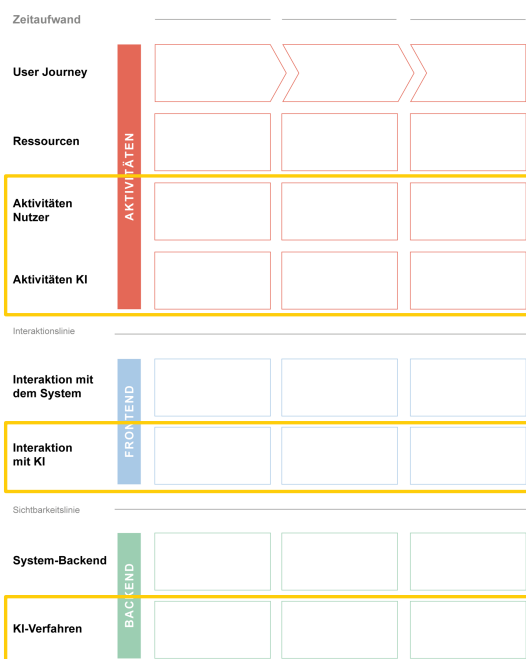 Zeitaufwand
User Journey
Ressourcen
AKTIVITÄTEN
Aktivitäten
Nutzer
Aktivitäten KI
Interaktionslinie
Interaktion mit
dem System
FRONTEND
Interaktion
mit KI
Sichtbarkeitslinie
System-Backend
BACKEND
KI-Verfahren